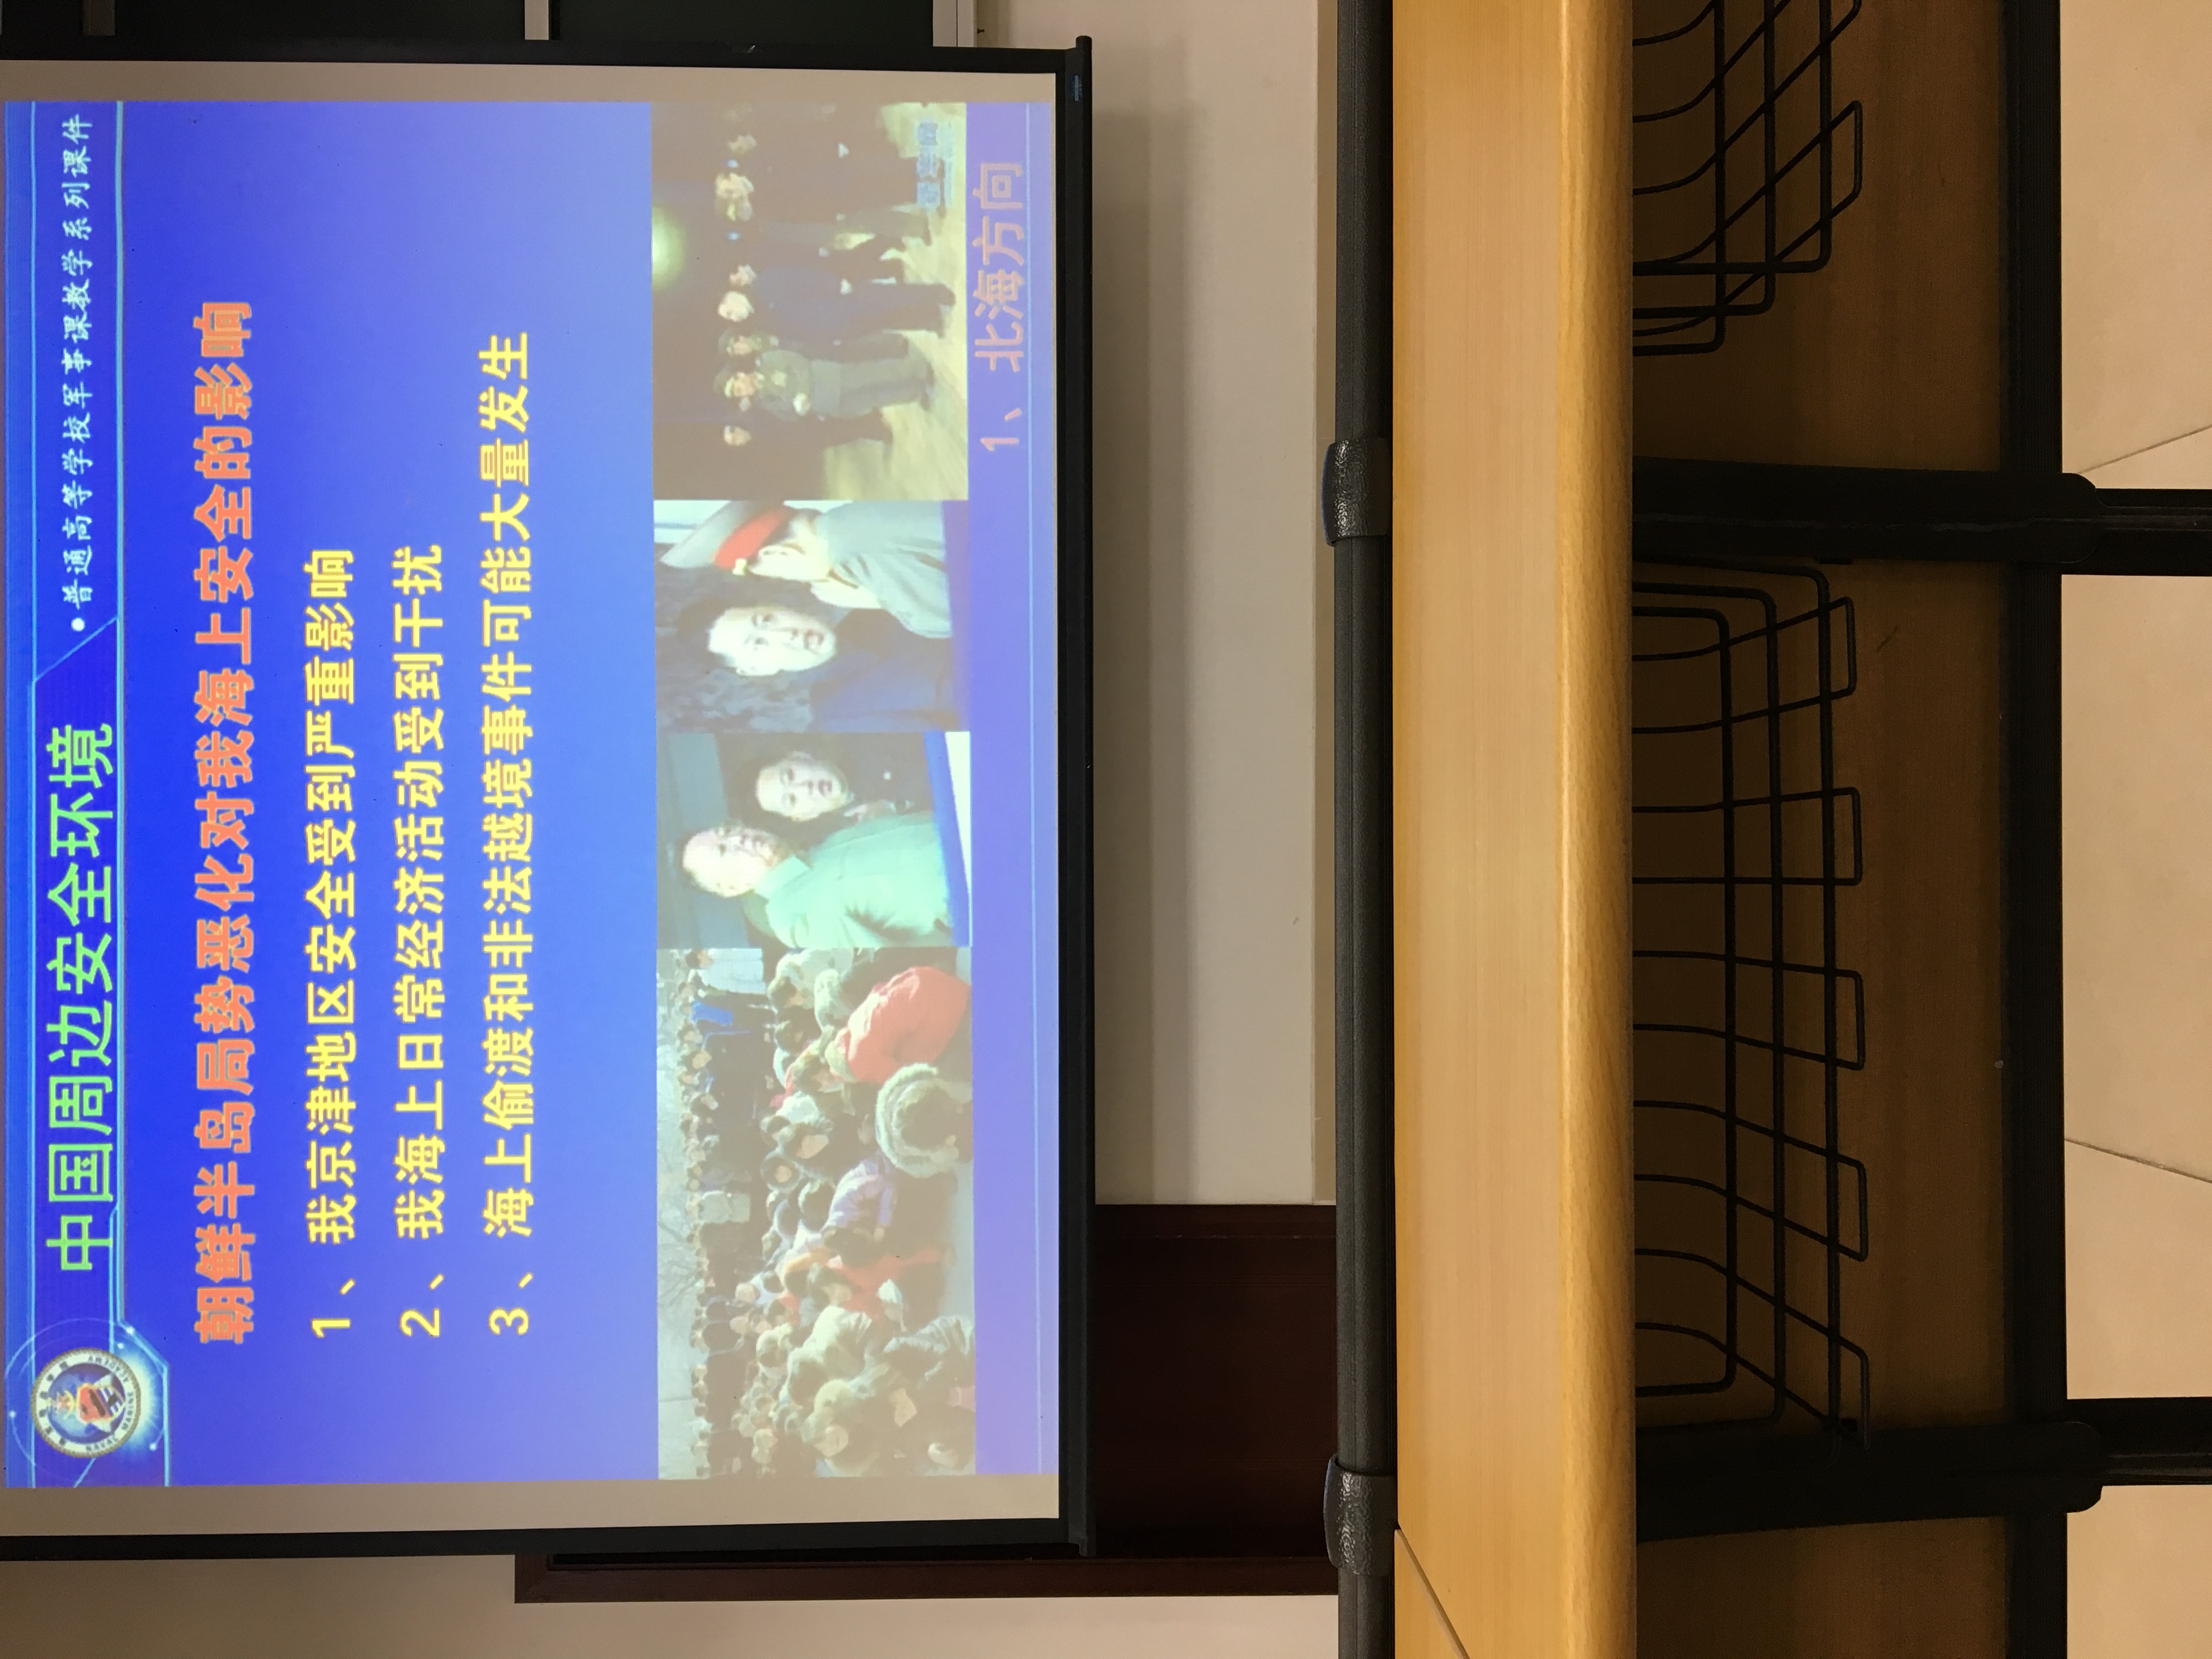 中国周边安全环境
●普通高等学校军事课教学系列课件
朝鲜半岛局势恶化对我海上安全的影响
1、我京津地区安全受到严重影响
2、我海上日常经济活动受到干扰
3、海上偷渡和非法越境事件可能大量发生
1、北海方向
MARINE ACADEMY